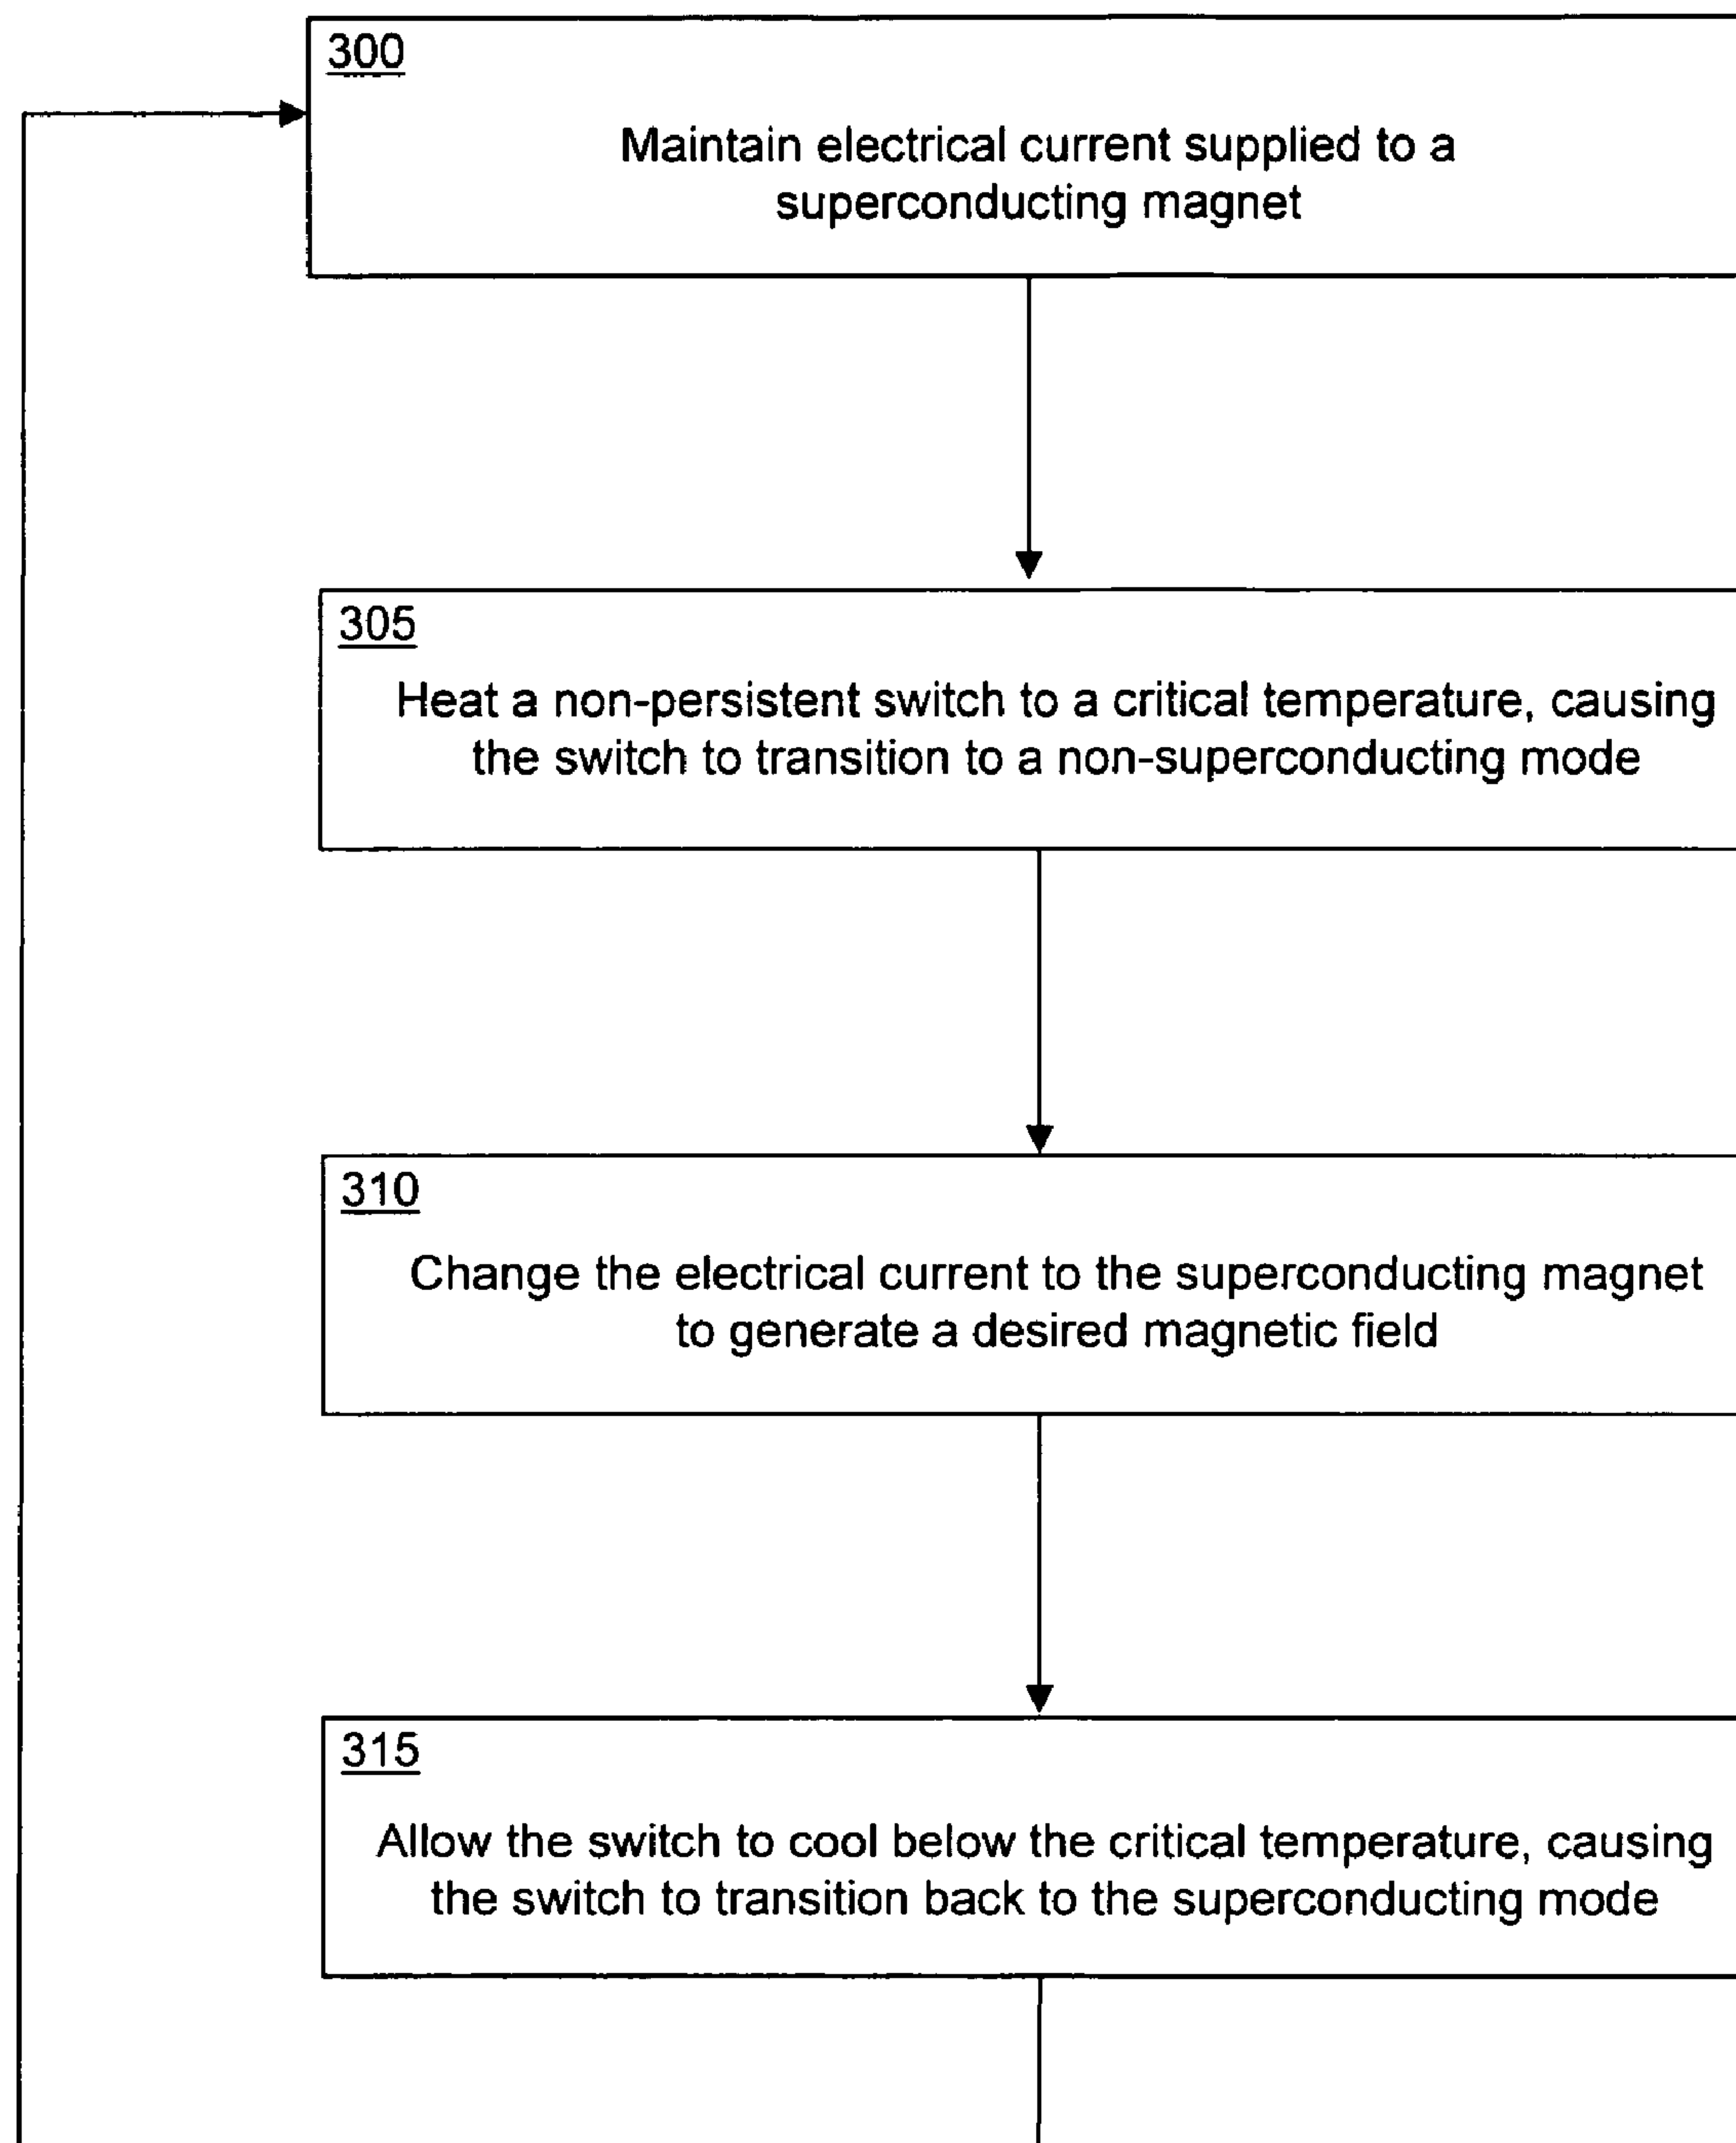 300
Maintain electrical current supplied to a
superconducting magnet
305
Heat a non-persistent switch to a critical temperature, causing
the switch to transition to a non-superconducting mode
310
Change the electrical current to the superconducting magnet
to generate a desired magnetic field
315
Allow the switch to cool below the critical temperature, causing
the switch to transition back to the superconducting mode